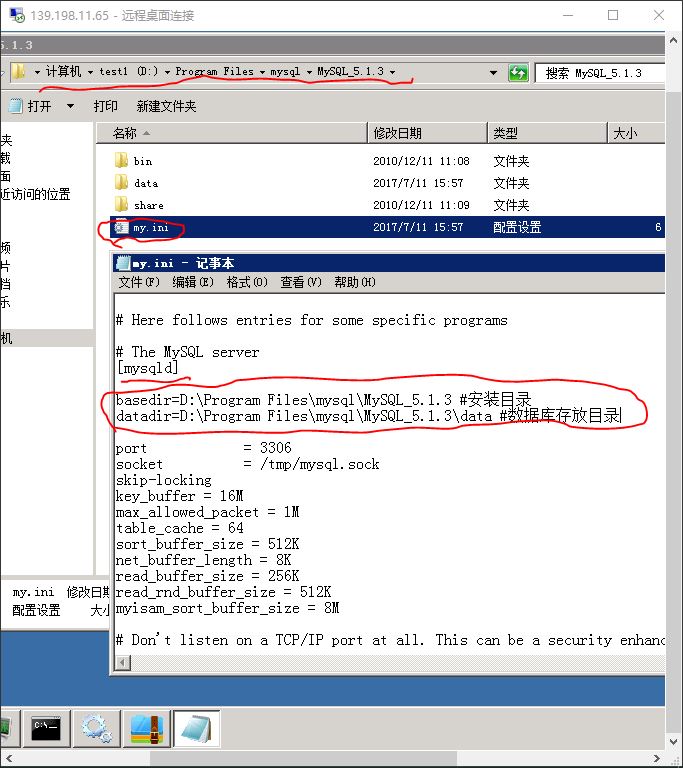 139.198.11.65 - 远程桌面连接
5.1.3
计算机 test1 (D:) Program Files mysql MySQL_5.1.3
搜索 MySQL_5.1.3
打开 打印 新建文件夹
名称 修改日期 类型 大小
夹
载
面
近访问的位置
频
片
档
乐
机
bin 2010/12/11 11:08 文件夹
data 2017/7/11 15:57 文件夹
share 2010/12/11 11:09 文件夹
my.ini 2017/7/11 15:57 配置设置 6
my.ini - 记事本
文件(F) 编辑(E) 格式(O) 查看(V) 帮助(H)
# Here follows entries for some specific programs
# The MySQL server
[mysqld]
basedir=D:\Program Files\mysql\MySQL_5.1.3 #安装目录
datadir=D:\Program Files\mysql\MySQL_5.1.3\data #数据库存放目录
port = 3306
socket = /tmp/mysql.sock
skip-locking
key_buffer = 16M
max_allowed_packet = 1M
table_cache = 64
sort_buffer_size = 512K
net_buffer_length = 8K
read_buffer_size = 256K
read_rnd_buffer_size = 512K
myisam_sort_buffer_size = 8M
# Don't listen on a TCP/IP port at all. This can be a security enhanc
my.ini 修改日期
配置设置 大小
C:\